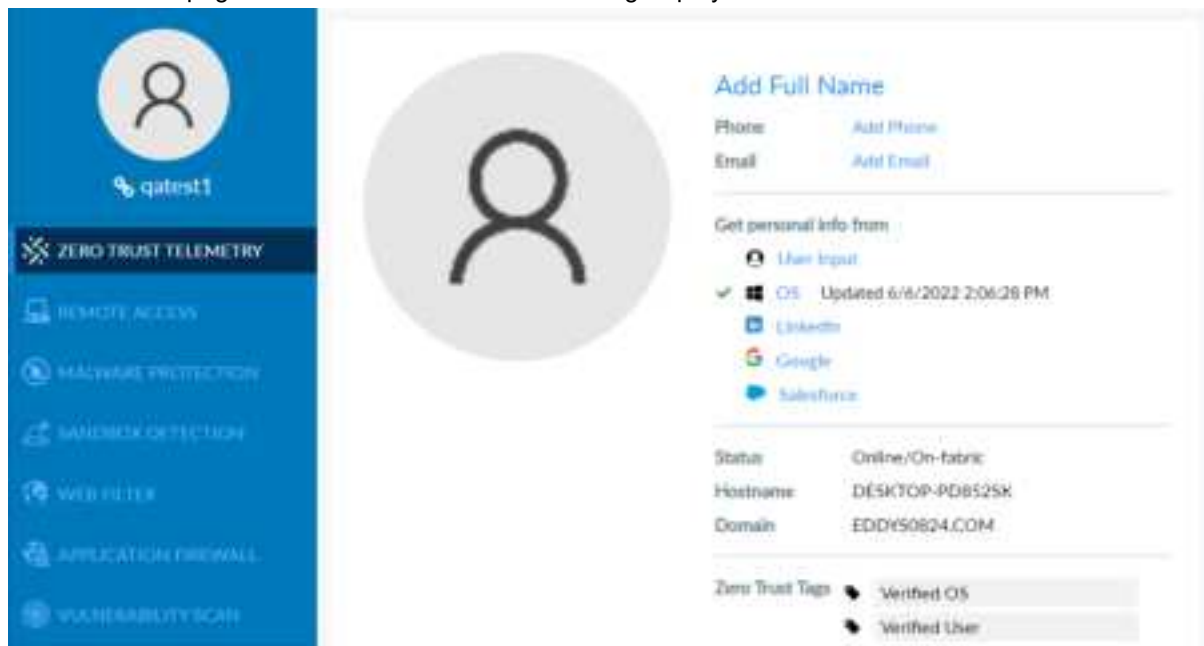 qatest1
ZERO TRUST TELEMETRY
REMOTE ACCESS
MALWARE PROTECTION
SANDBOX DETECTION
WEB FILTER
APPLICATION FIREWALL
VULNERABILITY SCAN
Add Full Name
Phone Add Phone
Email Add Email
Get personal info from
User Input
OS Updated 6/6/2022 2:06:28 PM
LinkedIn
Google
Salesforce
Status Online/On-fabric
Hostname DESKTOP-PD852SK
Domain EDDY50824.COM
Zero Trust Tags Verified OS
Verified User